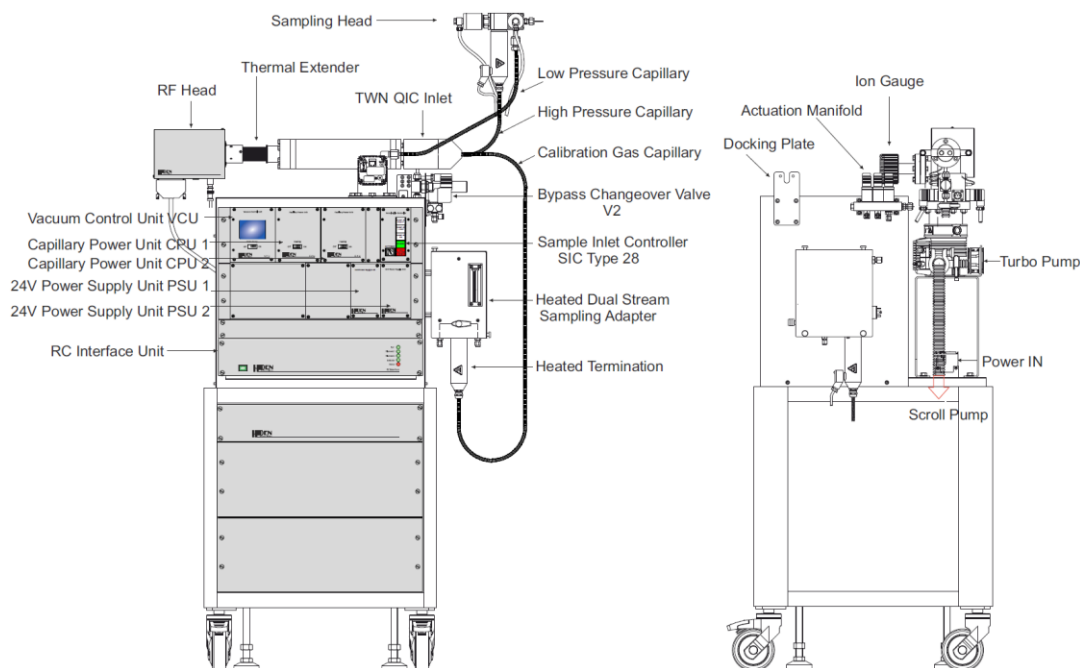 Sampling Head
Thermal Extender
RF Head
TWN QIC Inlet
Low Pressure Capillary
High Pressure Capillary
Calibration Gas Capillary
Bypass Changeover Valve
V2
Vacuum Control Unit VCU
Capillary Power Unit CPU 1
Capillary Power Unit CPU 2
24V Power Supply Unit PSU 1
24V Power Supply Unit PSU 2
RC Interface Unit
Sample Inlet Controller
SIC Type 28
Heated Dual Stream
Sampling Adapter
Heated Termination
Ion Gauge
Actuation Manifold
Docking Plate
Turbo Pump
Power IN
Scroll Pump